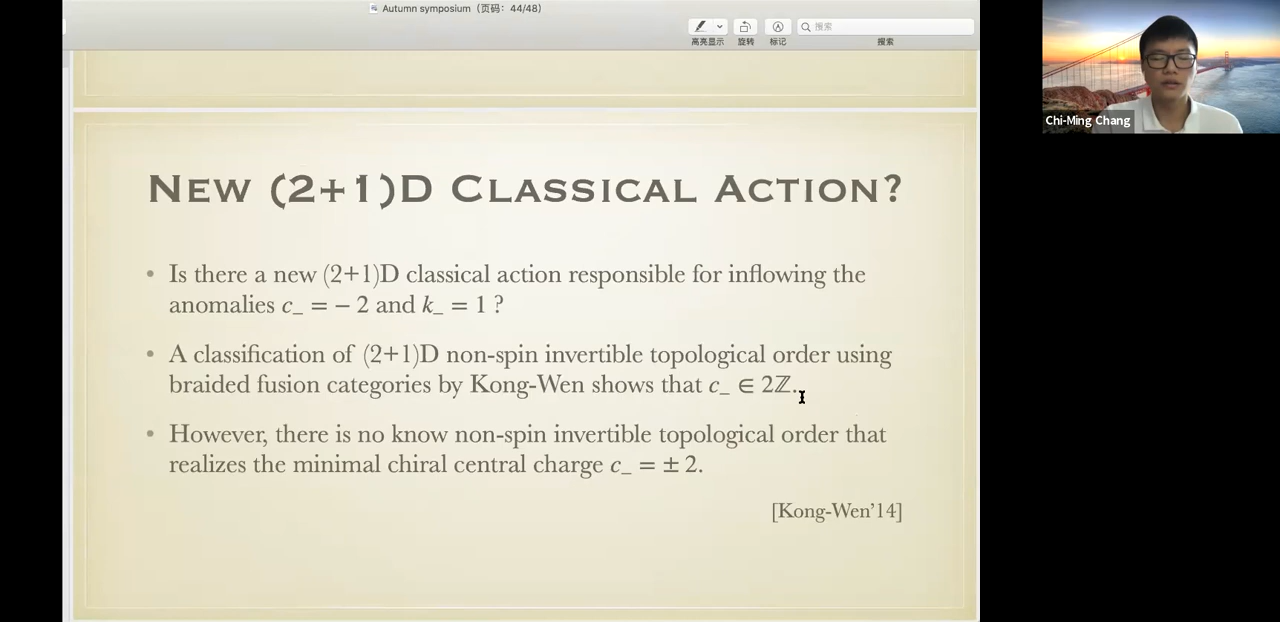 Autumn symposium（页码：44/48）
搜索
高亮显示 旋转 标记 搜索
Chi-Ming Chang
NEW (2+1)D CLASSICAL ACTION?
• Is there a new (2+1)D classical action responsible for inflowing the
anomalies c_ = − 2 and k_ = 1 ?
• A classification of (2+1)D non-spin invertible topological order using
braided fusion categories by Kong-Wen shows that c_ ∈ 2ℤ.
• However, there is no know non-spin invertible topological order that
realizes the minimal chiral central charge c_ = ± 2.
[Kong-Wen’14]